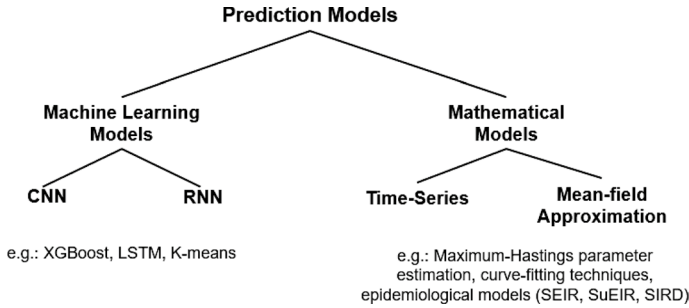 Prediction Models
Machine Learning
Models
Mathematical
Models
CNN
RNN
Time-Series
Mean-field
Approximation
e.g.: XGBoost, LSTM, K-means
e.g.: Maximum-Hastings parameter
estimation, curve-fitting techniques,
epidemiological models (SEIR, SuEIR, SIRD)